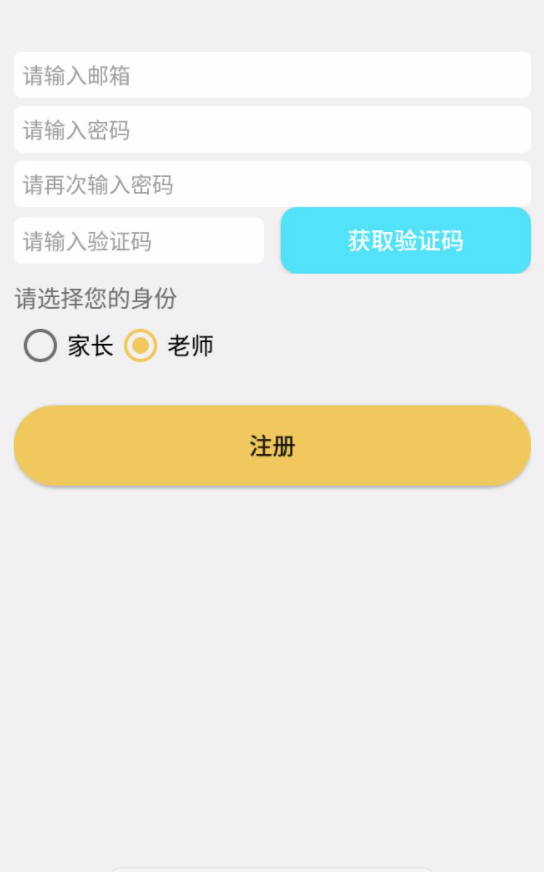 请输入邮箱
请输入密码
请再次输入密码
请输入验证码 获取验证码
请选择您的身份
家长 老师
注册